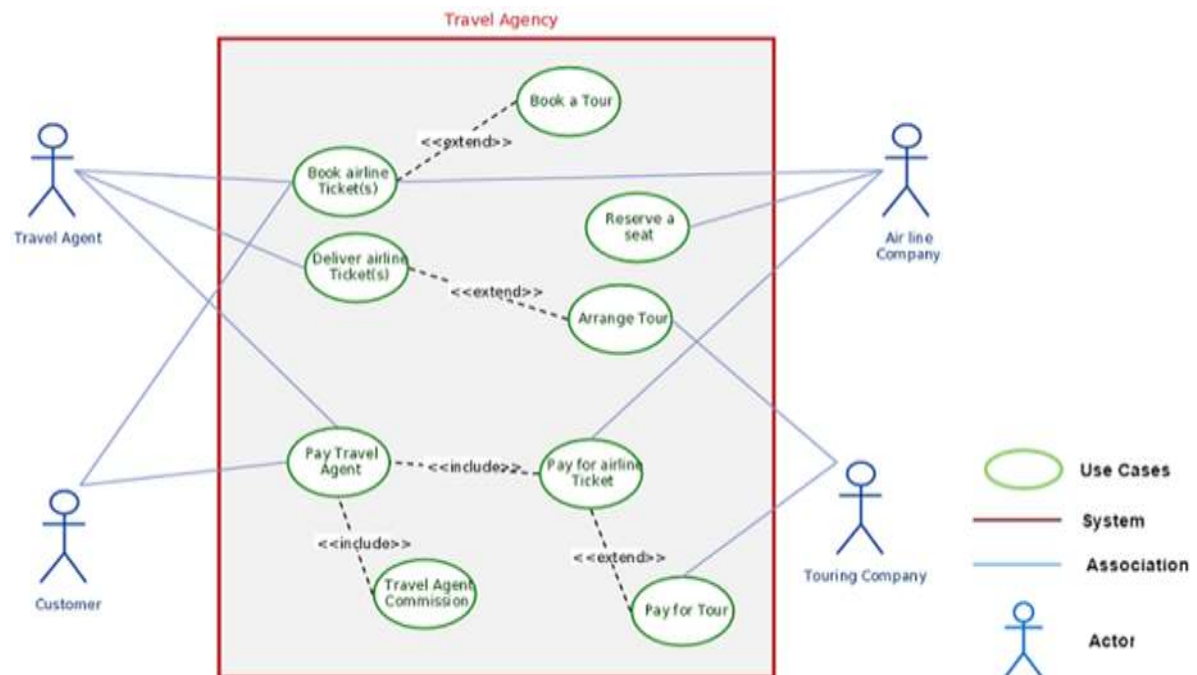 Travel Agency
Book a Tour
<<extend>>
Book airline
Ticket(s)
Travel Agent
Reserve a
seat
Air line
Company
Deliver airline
Ticket(s)
<<extend>>
Arrange Tour
Pay Travel
Agent
<<include>>
Pay for airline
Ticket
<<include>>
<<extend>>
Travel Agent
Commission
Pay for Tour
Customer
Touring Company
Use Cases
System
Association
Actor